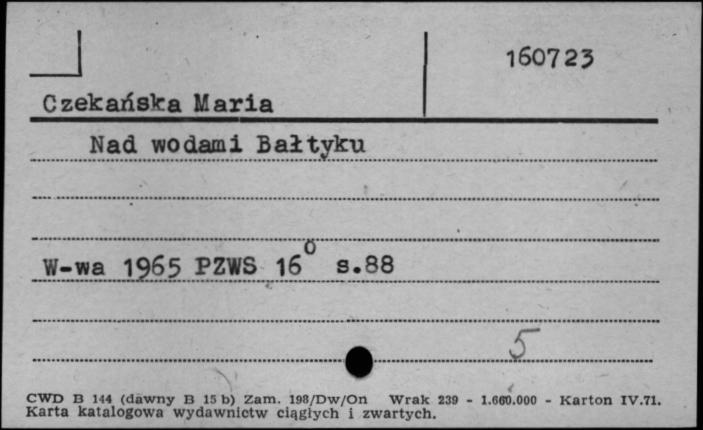 160723
Czekańska Maria
Nad wodami Bałtyku
W-wa 1965 PZWS 16° s.88
5
CWD B 144 (dawny B 15 b) Zam. 198/Dw/On Wrak 239 - 1.660.000 - Karton IV.71.
Karta katalogowa wydawnictw ciągłych i zwartych.